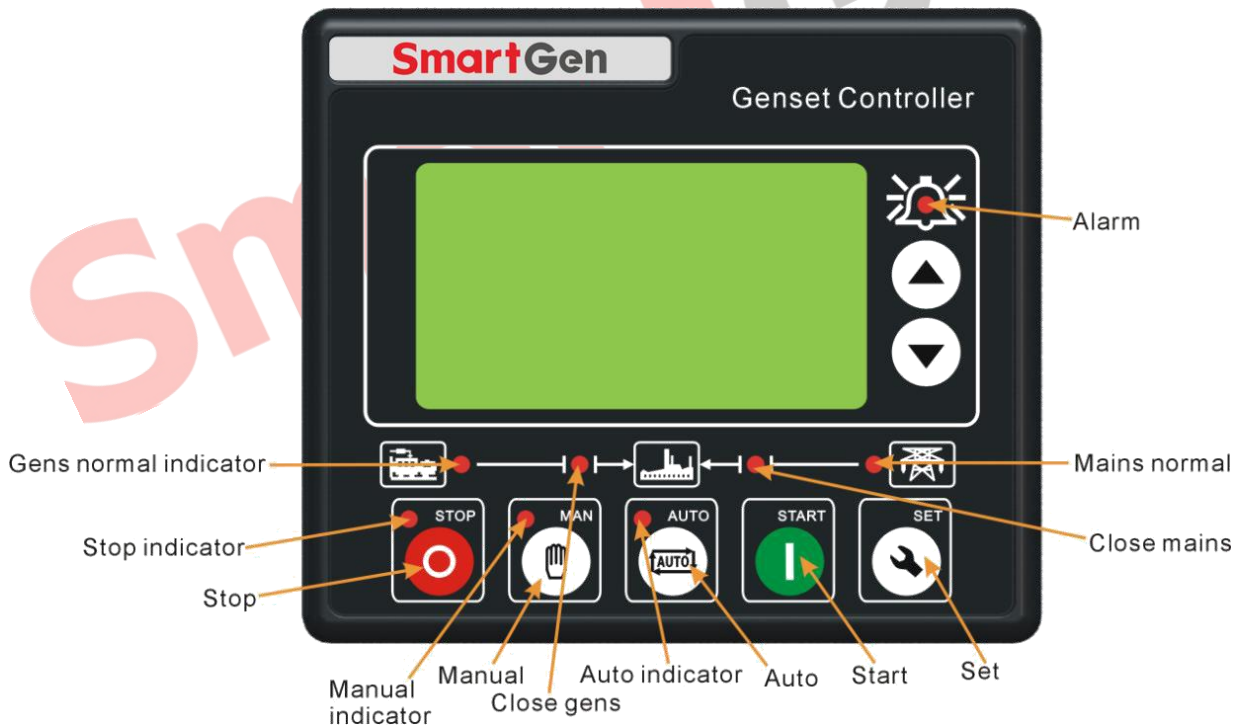 SmartGen
Genset Controller
Alarm
Gens normal indicator
Mains normal
STOP
MAN
AUTO
START
SET
Stop indicator
AUTO
Close mains
Stop
Manual
indicator
Manual
Close gens
Auto indicator
Auto
Start
Set